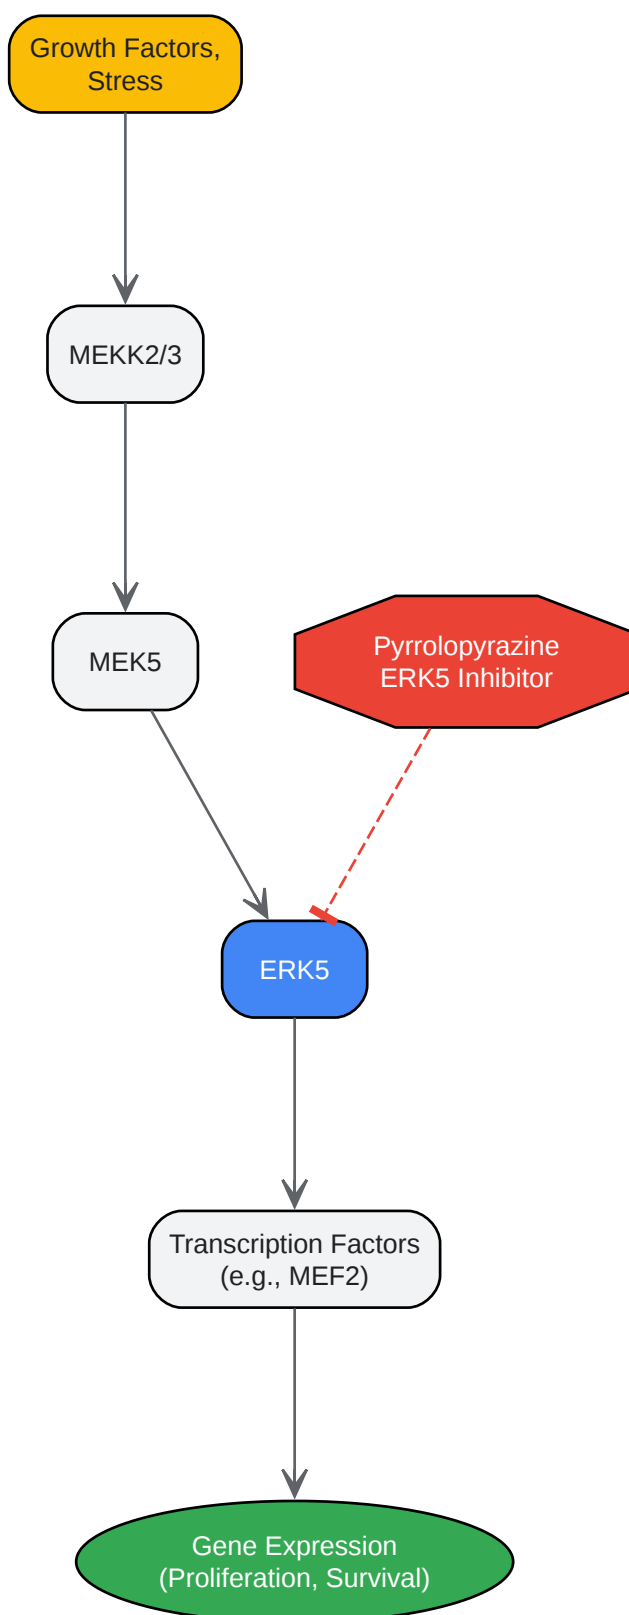 Growth Factors,
Stress
MEKK2/3
MEK5
Pyrrolopyrazine
ERK5 Inhibitor
ERK5
Transcription Factors
(e.g., MEF2)
Gene Expression
(Proliferation, Survival)